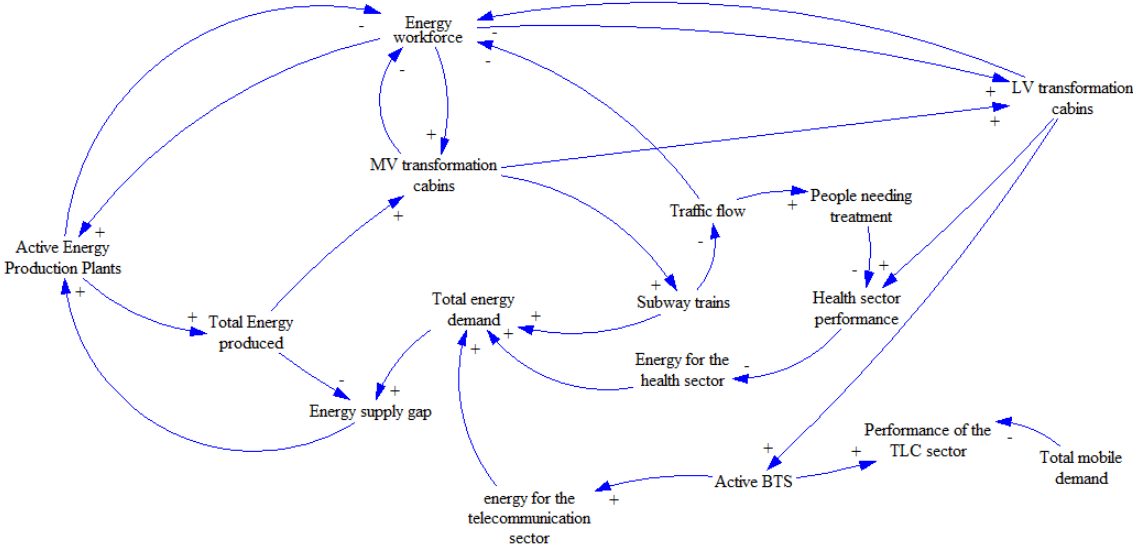 Energy
workforce
-
-
-
-
+
+
+
LV transformation
cabins
MV transformation
cabins
+
Traffic flow
-
+
People needing
treatment
-
+
+
Active Energy
Production Plants
+
+
Total Energy
produced
-
Total energy
demand
+
+
+
+
Subway trains
Health sector
performance
-
Energy for the
health sector
+
Energy supply gap
Performance of the
TLC sector
-
+
+
Total mobile
demand
Active BTS
+
energy for the
telecommunication
sector